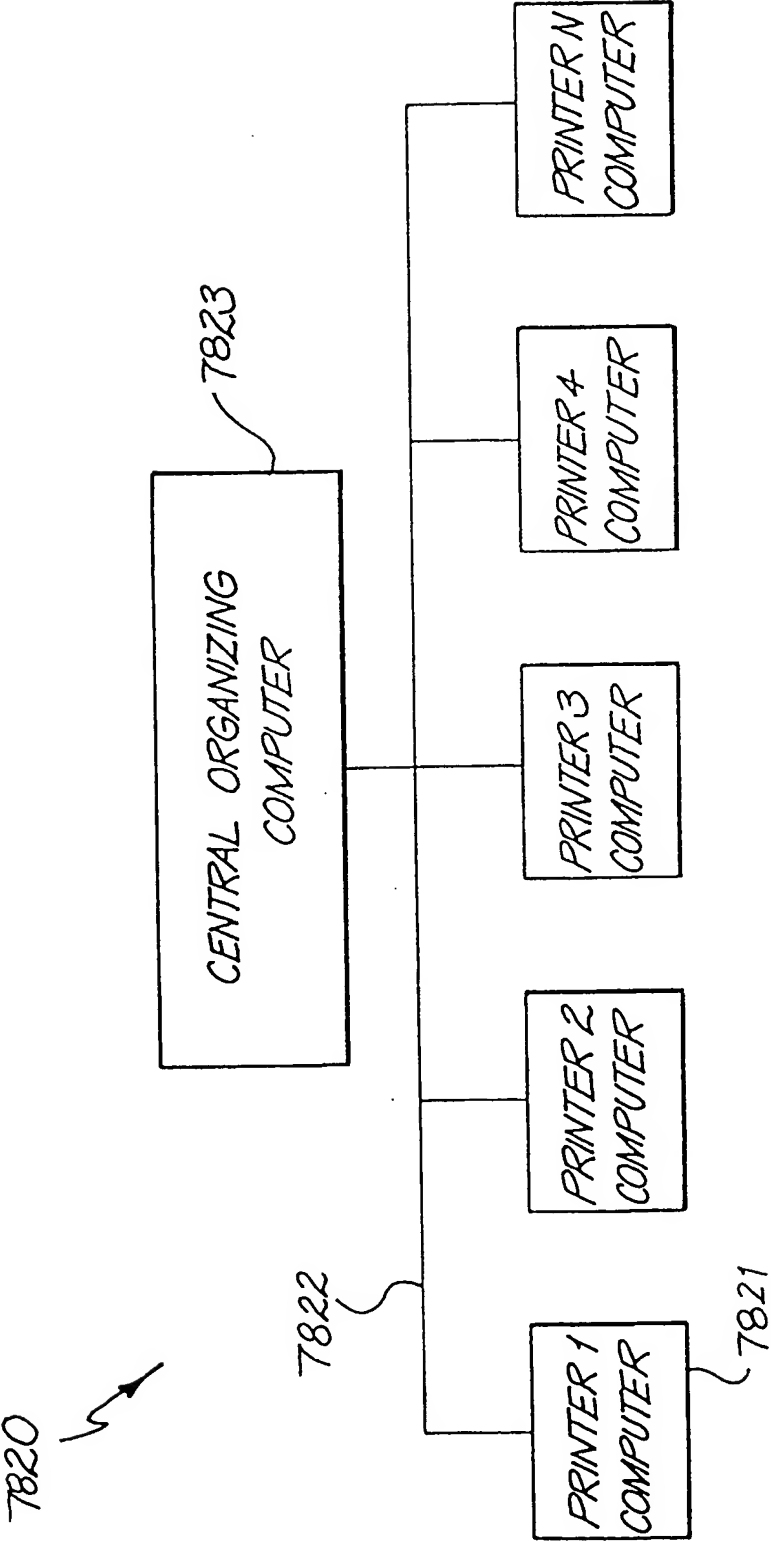 7820
CENTRAL ORGANIZING
COMPUTER
7823
7822
PRINTER 1
COMPUTER
PRINTER 2
COMPUTER
PRINTER 3
COMPUTER
PRINTER 4
COMPUTER
PRINTER N
COMPUTER
7821